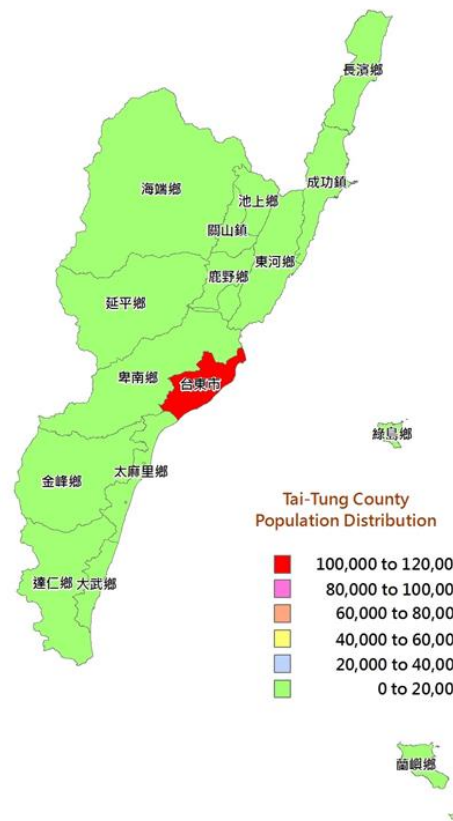 長濱鄉
成功鎮
海端鄉
池上鄉
關山鎮
東河鄉
鹿野鄉
延平鄉
卑南鄉
台東市
綠島鄉
太麻里鄉
金峰鄉
Tai-Tung County
Population Distribution
100,000 to 120,00
80,000 to 100,00
60,000 to 80,00
40,000 to 60,00
20,000 to 40,00
0 to 20,00
達仁鄉
大武鄉
蘭嶼鄉